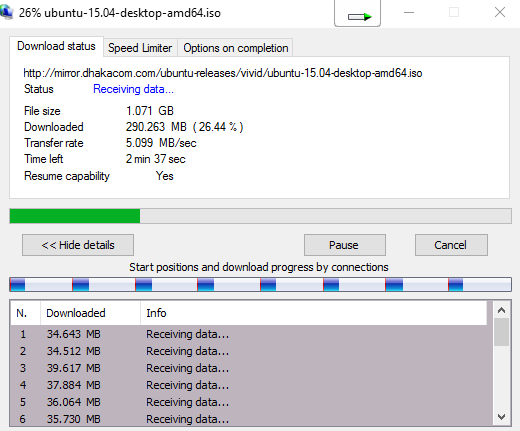 26% ubuntu-15.04-desktop-amd64.iso
Download status Speed Limiter Options on completion
http://mirror.dhakacom.com/ubuntu-releases/vivid/ubuntu-15.04-desktop-amd64.iso
Status Receiving data...
File size 1.071 GB
Downloaded 290.263 MB ( 26.44 % )
Transfer rate 5.099 MB/sec
Time left 2 min 37 sec
Resume capability Yes
<< Hide details Pause Cancel
Start positions and download progress by connections
N. Downloaded Info
1 34.643 MB Receiving data...
2 34.512 MB Receiving data...
3 39.617 MB Receiving data...
4 37.884 MB Receiving data...
5 36.064 MB Receiving data...
6 35.730 MB Receiving data...